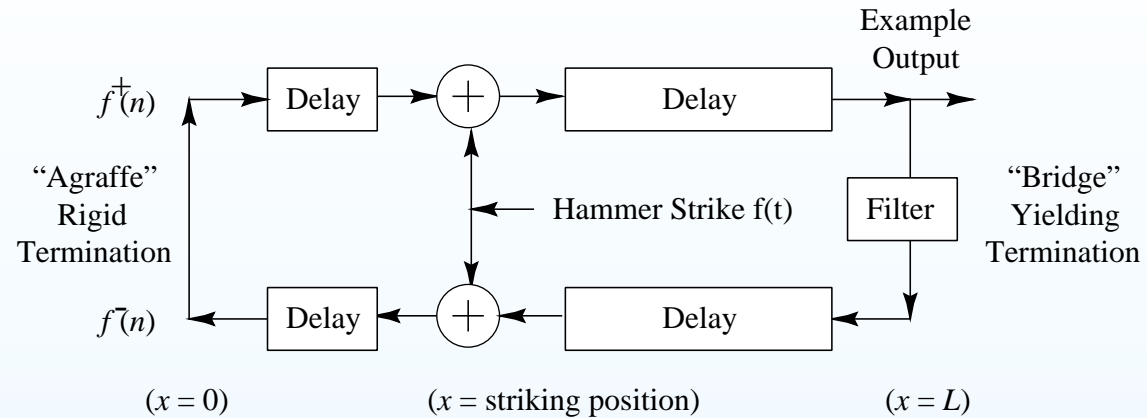 Example
Output
f⁺(n)
Delay
+
Delay
“Agraffe”
Rigid
Termination
Hammer Strike f(t)
Filter
“Bridge”
Yielding
Termination
f⁻(n)
Delay
+
Delay
(x = 0)
(x = striking position)
(x = L)